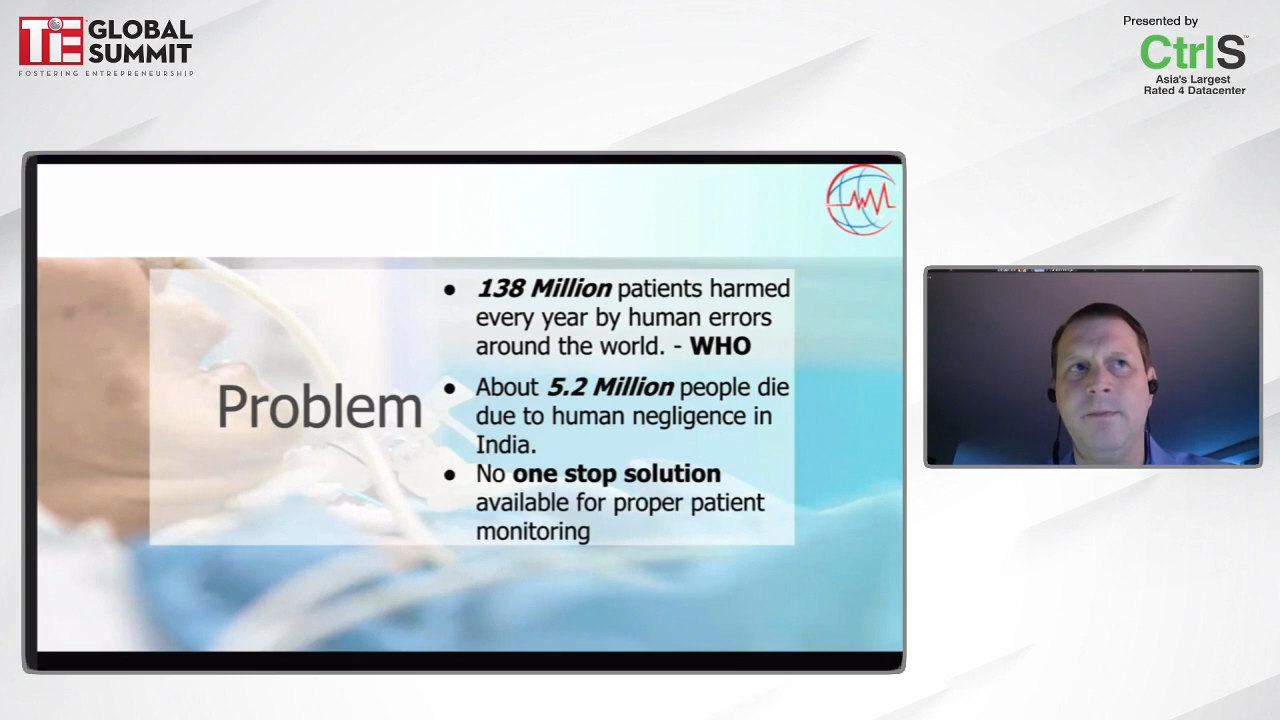 TiE GLOBAL
SUMMIT
FOSTERING ENTREPRENEURSHIP
Presented by
CtrlS™
Asia's Largest
Rated 4 Datacenter
Problem
● 138 Million patients harmed
every year by human errors
around the world. - WHO
● About 5.2 Million people die
due to human negligence in
India.
● No one stop solution
available for proper patient
monitoring